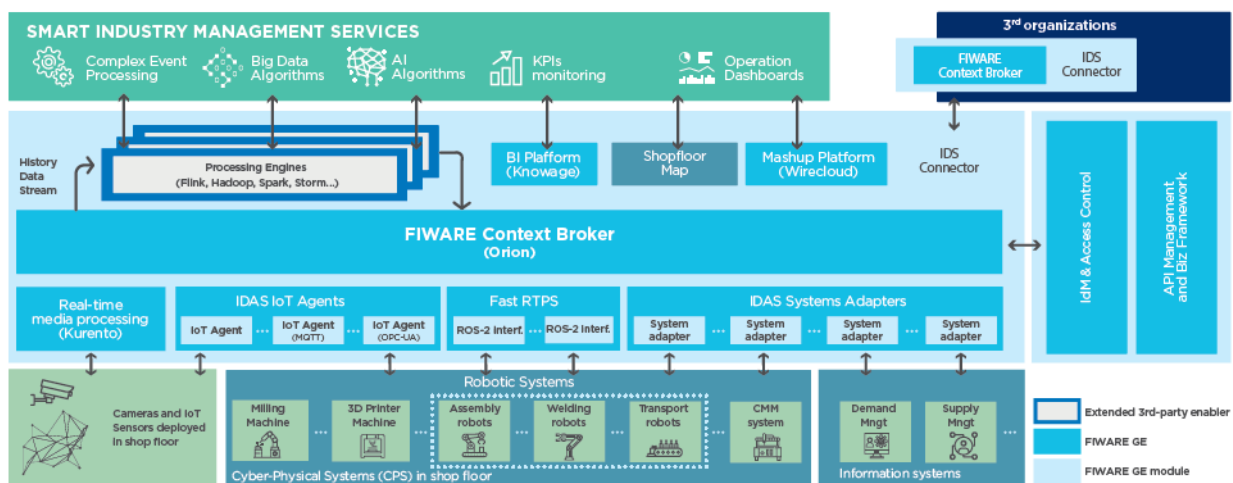 SMART INDUSTRY MANAGEMENT SERVICES
Complex Event
Processing
Big Data
Algorithms
AI
Algorithms
KPIs
monitoring
Operation
Dashboards
3rd organizations
FIWARE
Context Broker
IDS
Connector
History
Data
Stream
Processing Engines
(Flink, Hadoop, Spark, Storm...)
BI Plafform
(Knowage)
Shopfloor
Map
Mashup Platform
(Wirecloud)
IDS
Connector
FIWARE Context Broker
(Orion)
IdM & Access Control
API Management
and Biz Framework
Real-time
media processing
(Kurento)
IDAS IoT Agents
IoT Agent
...
IoT Agent
(MQTT)
...
IoT Agent
(OPC-UA)
Fast RTPS
ROS-2 Interf.
...
ROS-2 Interf.
IDAS Systems Adapters
System
adapter
...
System
adapter
...
System
adapter
...
System
adapter
Cameras and IoT
Sensors deployed
in shop floor
Robotic Systems
Milling
Machine
...
3D Printer
Machine
...
Assembly
robots
...
Welding
robots
...
Transport
robots
...
CMM
system
Cyber-Physical Systems (CPS) in shop floor
Demand
Mngt
...
Supply
Mngt
...
Information systems
Extended 3rd-party enabler
FIWARE GE
FIWARE GE module